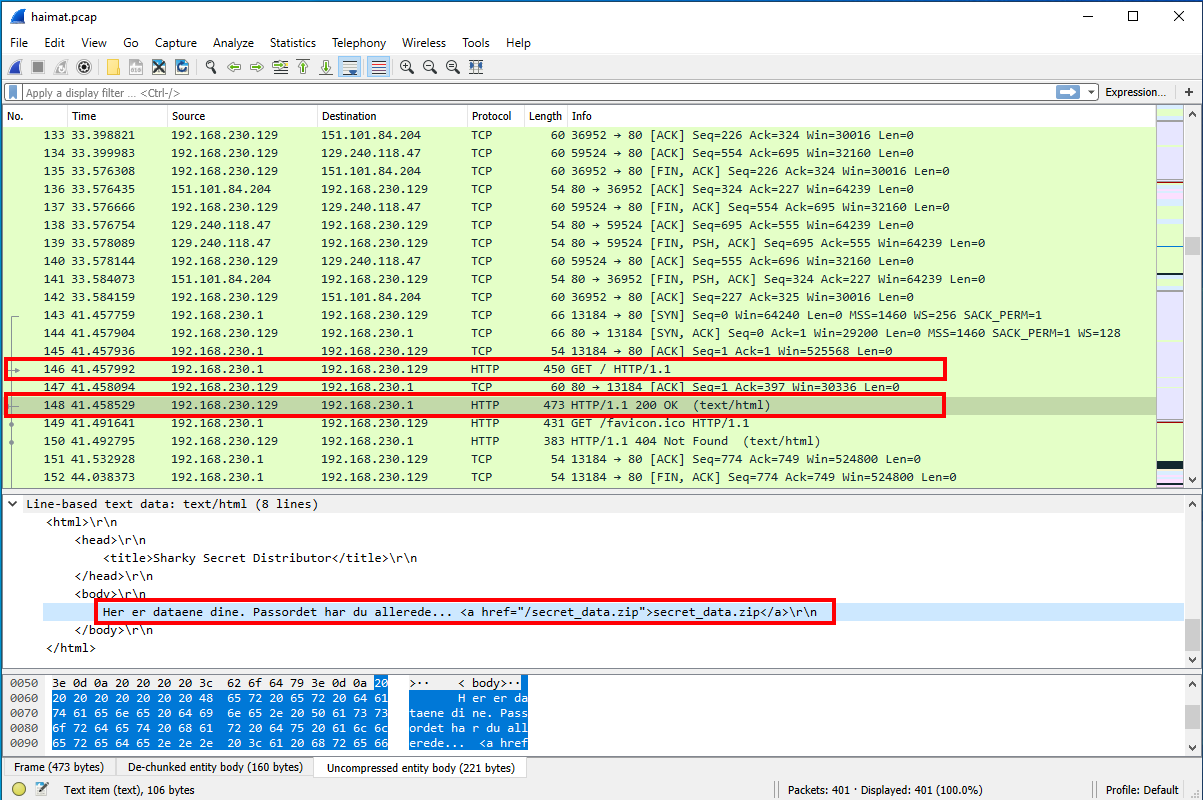 haimat.pcap
File Edit View Go Capture Analyze Statistics Telephony Wireless Tools Help
Apply a display filter ... <Ctrl-/> Expression... +
No. Time Source Destination Protocol Length Info
133 33.398821 192.168.230.129 151.101.84.204 TCP 60 36952 → 80 [ACK] Seq=226 Ack=324 Win=30016 Len=0
134 33.399983 192.168.230.129 129.240.118.47 TCP 60 59524 → 80 [ACK] Seq=554 Ack=695 Win=32160 Len=0
135 33.576308 192.168.230.129 151.101.84.204 TCP 60 36952 → 80 [FIN, ACK] Seq=226 Ack=324 Win=30016 Len=0
136 33.576435 151.101.84.204 192.168.230.129 TCP 54 80 → 36952 [ACK] Seq=324 Ack=227 Win=64239 Len=0
137 33.576666 192.168.230.129 129.240.118.47 TCP 60 59524 → 80 [FIN, ACK] Seq=554 Ack=695 Win=32160 Len=0
138 33.576754 129.240.118.47 192.168.230.129 TCP 54 80 → 59524 [ACK] Seq=695 Ack=555 Win=64239 Len=0
139 33.578089 129.240.118.47 192.168.230.129 TCP 54 80 → 59524 [FIN, PSH, ACK] Seq=695 Ack=555 Win=64239 Len=0
140 33.578144 192.168.230.129 129.240.118.47 TCP 60 59524 → 80 [ACK] Seq=555 Ack=696 Win=32160 Len=0
141 33.584073 151.101.84.204 192.168.230.129 TCP 54 80 → 36952 [FIN, PSH, ACK] Seq=324 Ack=227 Win=64239 Len=0
142 33.584159 192.168.230.129 151.101.84.204 TCP 60 36952 → 80 [ACK] Seq=227 Ack=325 Win=30016 Len=0
143 41.457759 192.168.230.1 192.168.230.129 TCP 66 13184 → 80 [SYN] Seq=0 Win=64240 Len=0 MSS=1460 WS=256 SACK_PERM=1
144 41.457904 192.168.230.129 192.168.230.1 TCP 66 80 → 13184 [SYN, ACK] Seq=0 Ack=1 Win=29200 Len=0 MSS=1460 SACK_PERM=1 WS=128
145 41.457936 192.168.230.1 192.168.230.129 TCP 54 13184 → 80 [ACK] Seq=1 Ack=1 Win=525568 Len=0
146 41.457992 192.168.230.1 192.168.230.129 HTTP 450 GET / HTTP/1.1
147 41.458094 192.168.230.129 192.168.230.1 TCP 60 80 → 13184 [ACK] Seq=1 Ack=397 Win=30336 Len=0
148 41.458529 192.168.230.129 192.168.230.1 HTTP 473 HTTP/1.1 200 OK (text/html)
149 41.491641 192.168.230.1 192.168.230.129 HTTP 431 GET /favicon.ico HTTP/1.1
150 41.492795 192.168.230.129 192.168.230.1 HTTP 383 HTTP/1.1 404 Not Found (text/html)
151 41.532928 192.168.230.1 192.168.230.129 TCP 54 13184 → 80 [ACK] Seq=774 Ack=749 Win=524800 Len=0
152 44.038373 192.168.230.1 192.168.230.129 TCP 54 13184 → 80 [FIN, ACK] Seq=774 Ack=749 Win=524800 Len=0
Line-based text data: text/html (8 lines)
<html>\r\n
<head>\r\n
<title>Sharky Secret Distributor</title>\r\n
</head>\r\n
<body>\r\n
Her er dataene dine. Passordet har du allerede... <a href="/secret_data.zip">secret_data.zip</a>\r\n
</body>\r\n
</html>
0050 3e 0d 0a 20 20 20 20 3c 62 6f 64 79 3e 0d 0a 20 >·· < body>··
0060 20 20 20 20 20 20 20 48 65 72 20 65 72 20 64 61 H er er da
0070 74 61 65 6e 65 20 64 69 6e 65 2e 20 50 61 73 73 taene di ne. Pass
0080 6f 72 64 65 74 20 68 61 72 20 64 75 20 61 6c 6c ordet ha r du all
0090 65 72 65 64 65 2e 2e 2e 20 3c 61 20 68 72 65 66 erede... <a href
Frame (473 bytes) De-chunked entity body (160 bytes) Uncompressed entity body (221 bytes)
Text item (text), 106 bytes Packets: 401 · Displayed: 401 (100.0%) Profile: Default